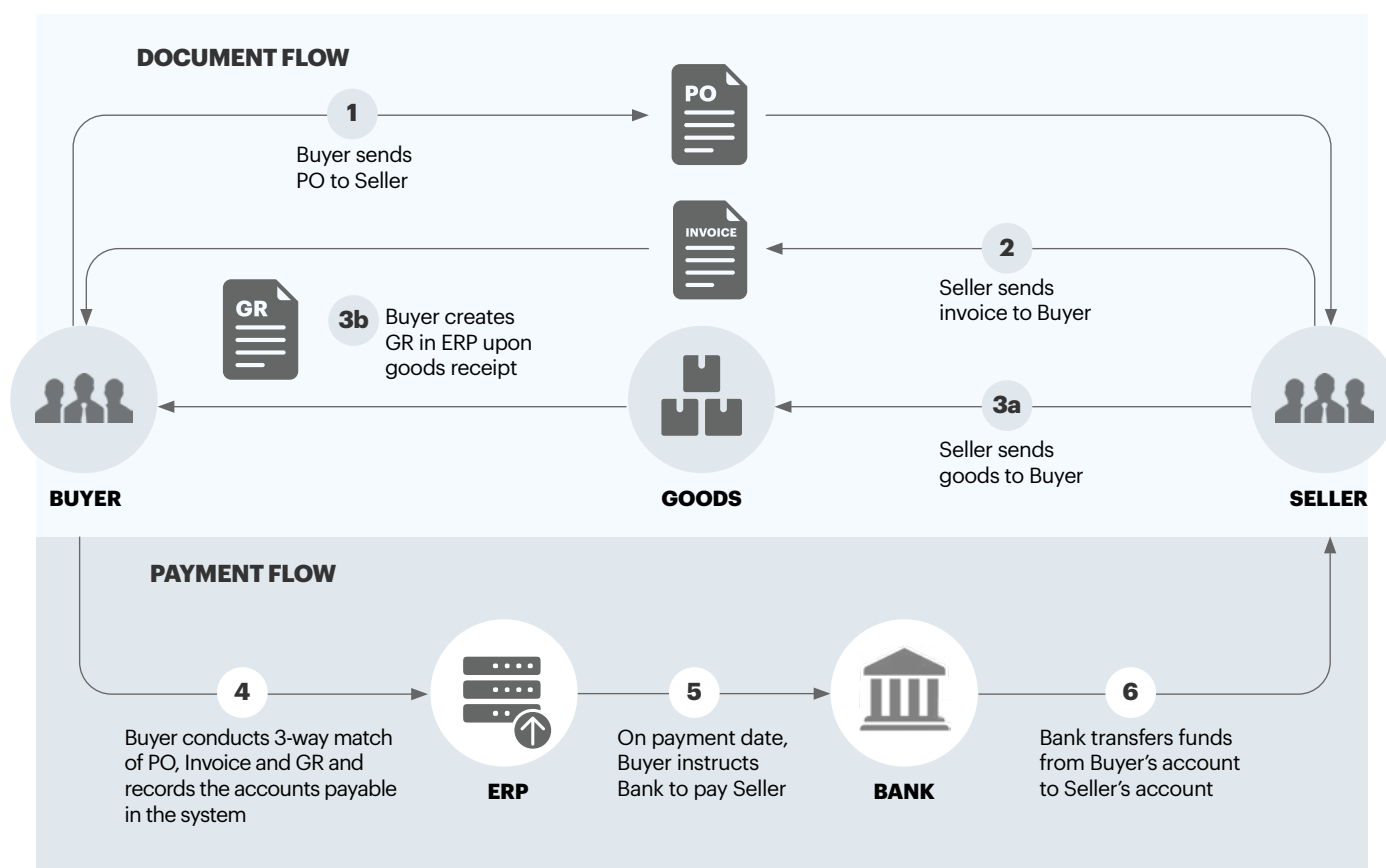 DOCUMENT FLOW
PO
1
Buyer sends
PO to Seller
INVOICE
2
Seller sends
invoice to Buyer
GR
3b
Buyer creates
GR in ERP upon
goods receipt
3a
Seller sends
goods to Buyer
BUYER
GOODS
SELLER
PAYMENT FLOW
4
Buyer conducts 3-way match
of PO, Invoice and GR and
records the accounts payable
in the system
ERP
5
On payment date,
Buyer instructs
Bank to pay Seller
BANK
6
Bank transfers funds
from Buyer’s account
to Seller’s account